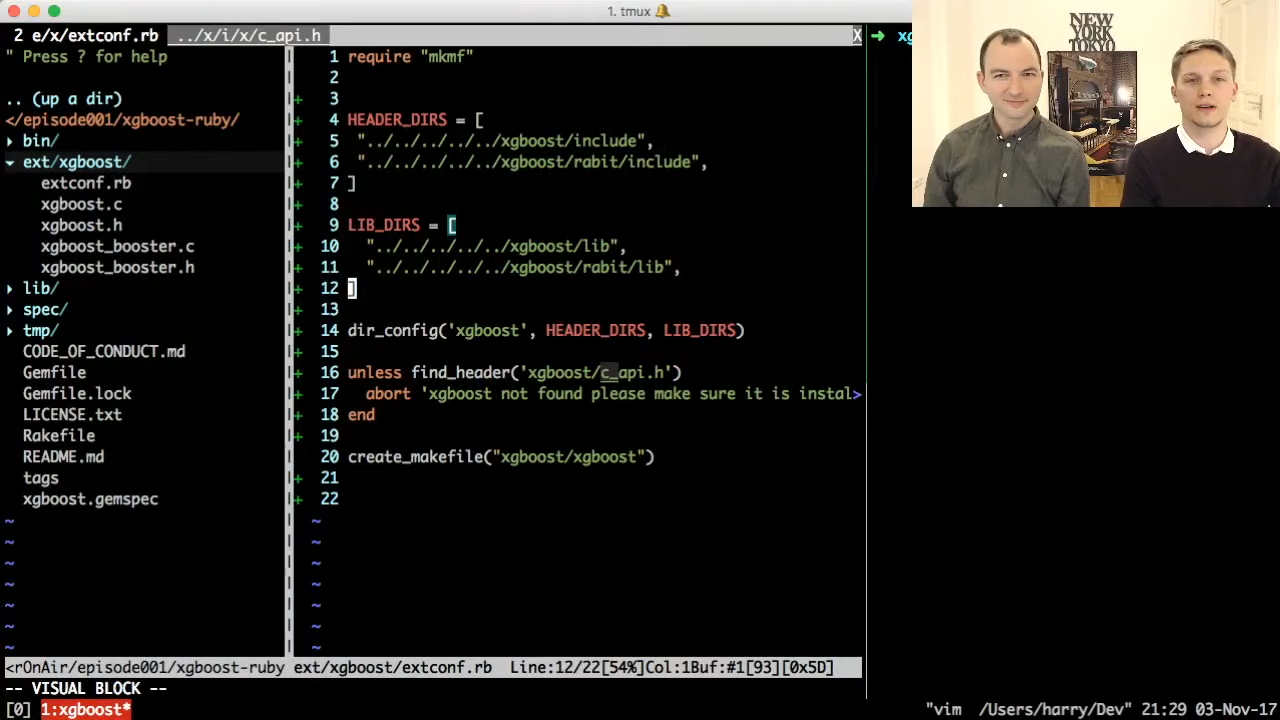 1. tmux 🔔
2 e/x/extconf.rb ../x/i/x/c_api.h X
" Press ? for help
.. (up a dir)
</episode001/xgboost-ruby/
▸ bin/
▾ ext/xgboost/
extconf.rb
xgboost.c
xgboost.h
xgboost_booster.c
xgboost_booster.h
▸ lib/
▸ spec/
▸ tmp/
CODE_OF_CONDUCT.md
Gemfile
Gemfile.lock
LICENSE.txt
Rakefile
README.md
tags
xgboost.gemspec
~
~
~
~
~
~
~
1 require "mkmf"
2
+ 3
+ 4 HEADER_DIRS = [
+ 5 "../../../../../xgboost/include",
+ 6 "../../../../../xgboost/rabit/include",
+ 7 ]
+ 8
+ 9 LIB_DIRS = [
+ 10 "../../../../../xgboost/lib",
+ 11 "../../../../../xgboost/rabit/lib",
+ 12 ]
+ 13
+ 14 dir_config('xgboost', HEADER_DIRS, LIB_DIRS)
+ 15
+ 16 unless find_header('xgboost/c_api.h')
+ 17 abort 'xgboost not found please make sure it is instal>
+ 18 end
+ 19
20 create_makefile("xgboost/xgboost")
+ 21
+ 22
~
~
~
~
~
~
~
➜ xg
NEW
YORK
TOKYO
<rOnAir/episode001/xgboost-ruby ext/xgboost/extconf.rb Line:12/22[54%]Col:1Buf:#1[93][0x5D]
-- VISUAL BLOCK --
[0] 1:xgboost* "vim /Users/harry/Dev" 21:29 03-Nov-17